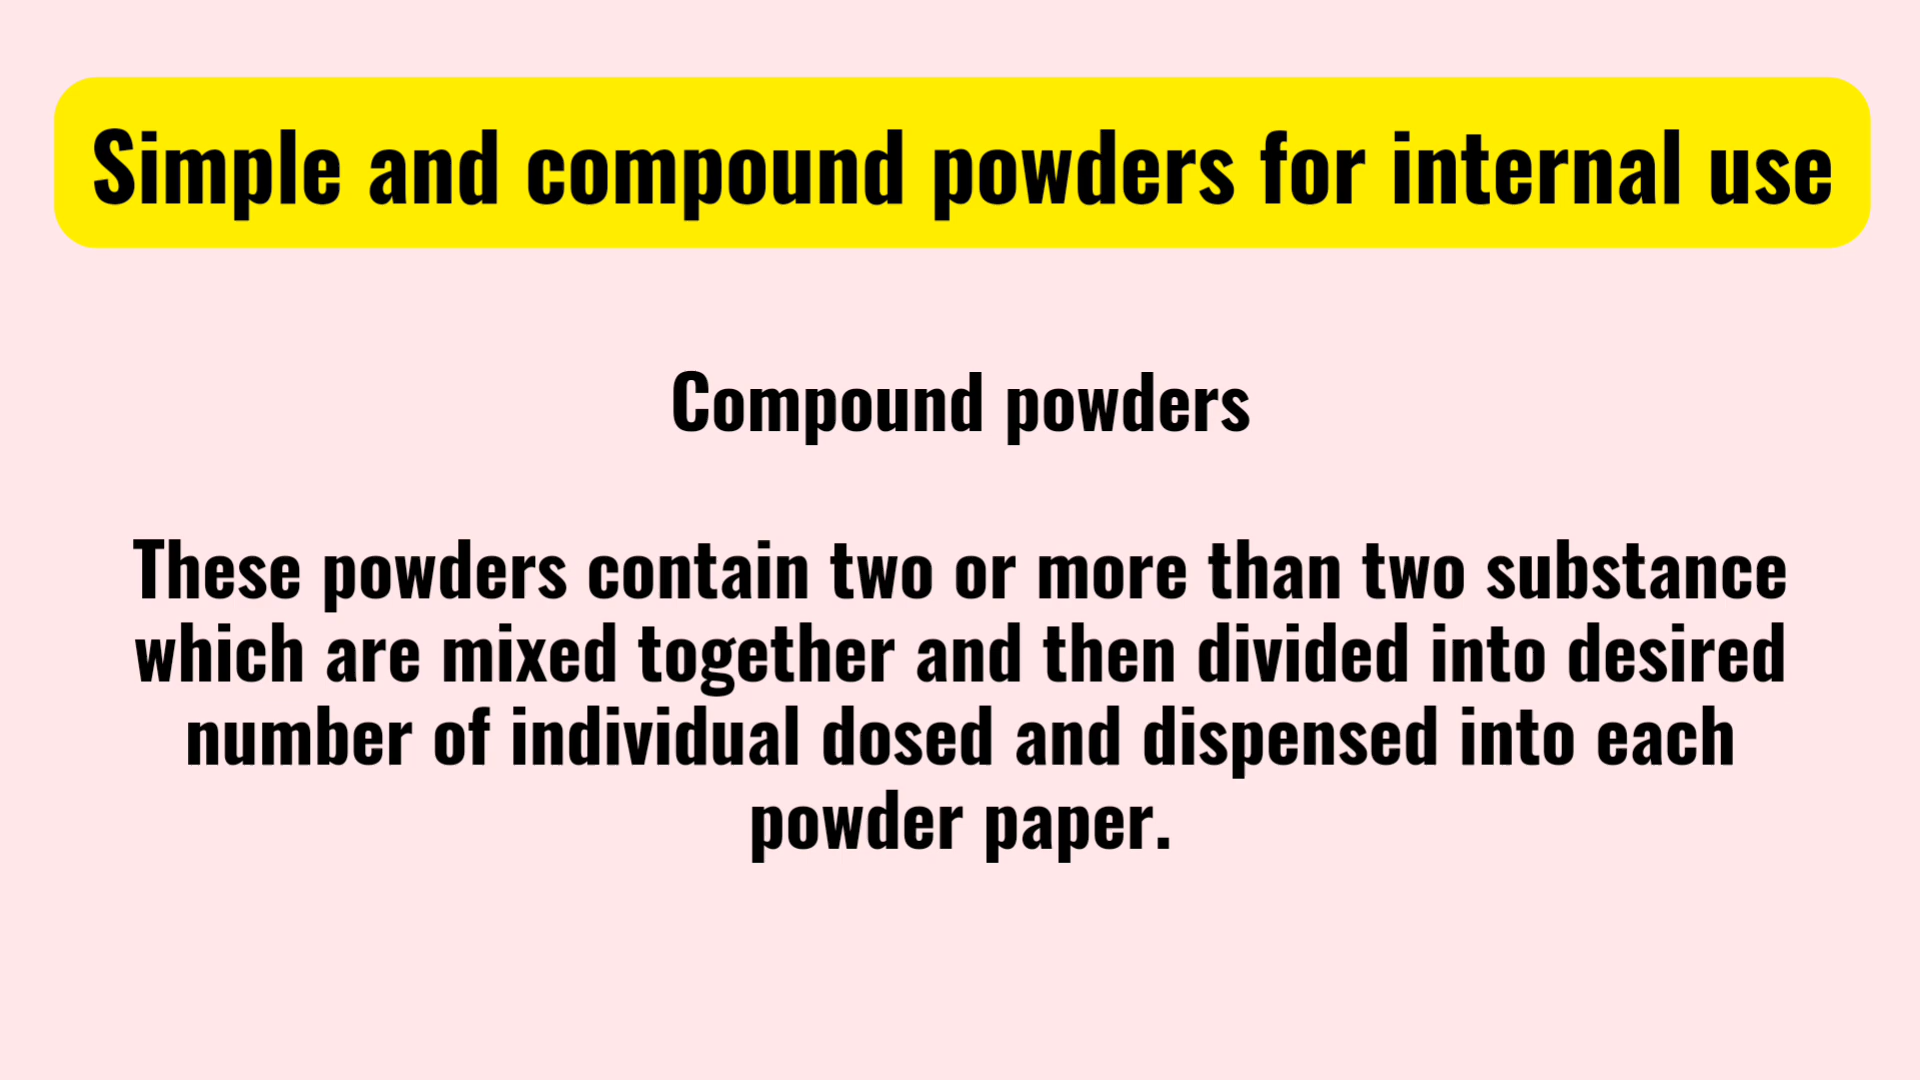 Simple and compound powders for internal use
Compound powders
These powders contain two or more than two substance
which are mixed together and then divided into desired
number of individual dosed and dispensed into each
powder paper.